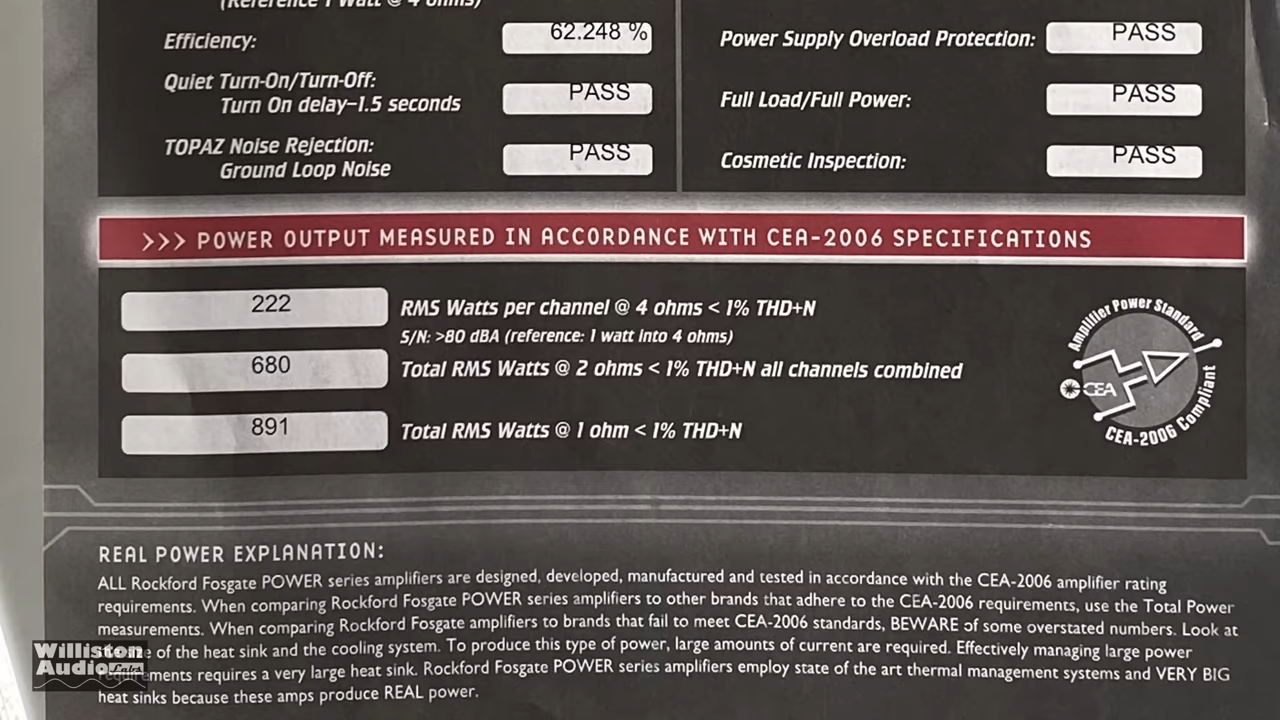 (Reference 1 Watt @ 4 ohms)
Efficiency: 62.248 %
Quiet Turn-On/Turn-Off:
Turn On delay–1.5 seconds PASS
TOPAZ Noise Rejection:
Ground Loop Noise PASS
Power Supply Overload Protection: PASS
Full Load/Full Power: PASS
Cosmetic Inspection: PASS
>>> POWER OUTPUT MEASURED IN ACCORDANCE WITH CEA-2006 SPECIFICATIONS
222 RMS Watts per channel @ 4 ohms < 1% THD+N
S/N: >80 dBA (reference: 1 watt into 4 ohms)
680 Total RMS Watts @ 2 ohms < 1% THD+N all channels combined
891 Total RMS Watts @ 1 ohm < 1% THD+N
Amplifier Power Standard
CEA
CEA-2006 Compliant
REAL POWER EXPLANATION:
ALL Rockford Fosgate POWER series amplifiers are designed, developed, manufactured and tested in accordance with the CEA-2006 amplifier rating
requirements. When comparing Rockford Fosgate POWER series amplifiers to other brands that adhere to the CEA-2006 requirements, use the Total Power
measurements. When comparing Rockford Fosgate amplifiers to brands that fail to meet CEA-2006 standards, BEWARE of some overstated numbers. Look at
of the heat sink and the cooling system. To produce this type of power, large amounts of current are required. Effectively managing large power
requirements requires a very large heat sink. Rockford Fosgate POWER series amplifiers employ state of the art thermal management systems and VERY BIG
heat sinks because these amps produce REAL power.
Williston
Audio Labs